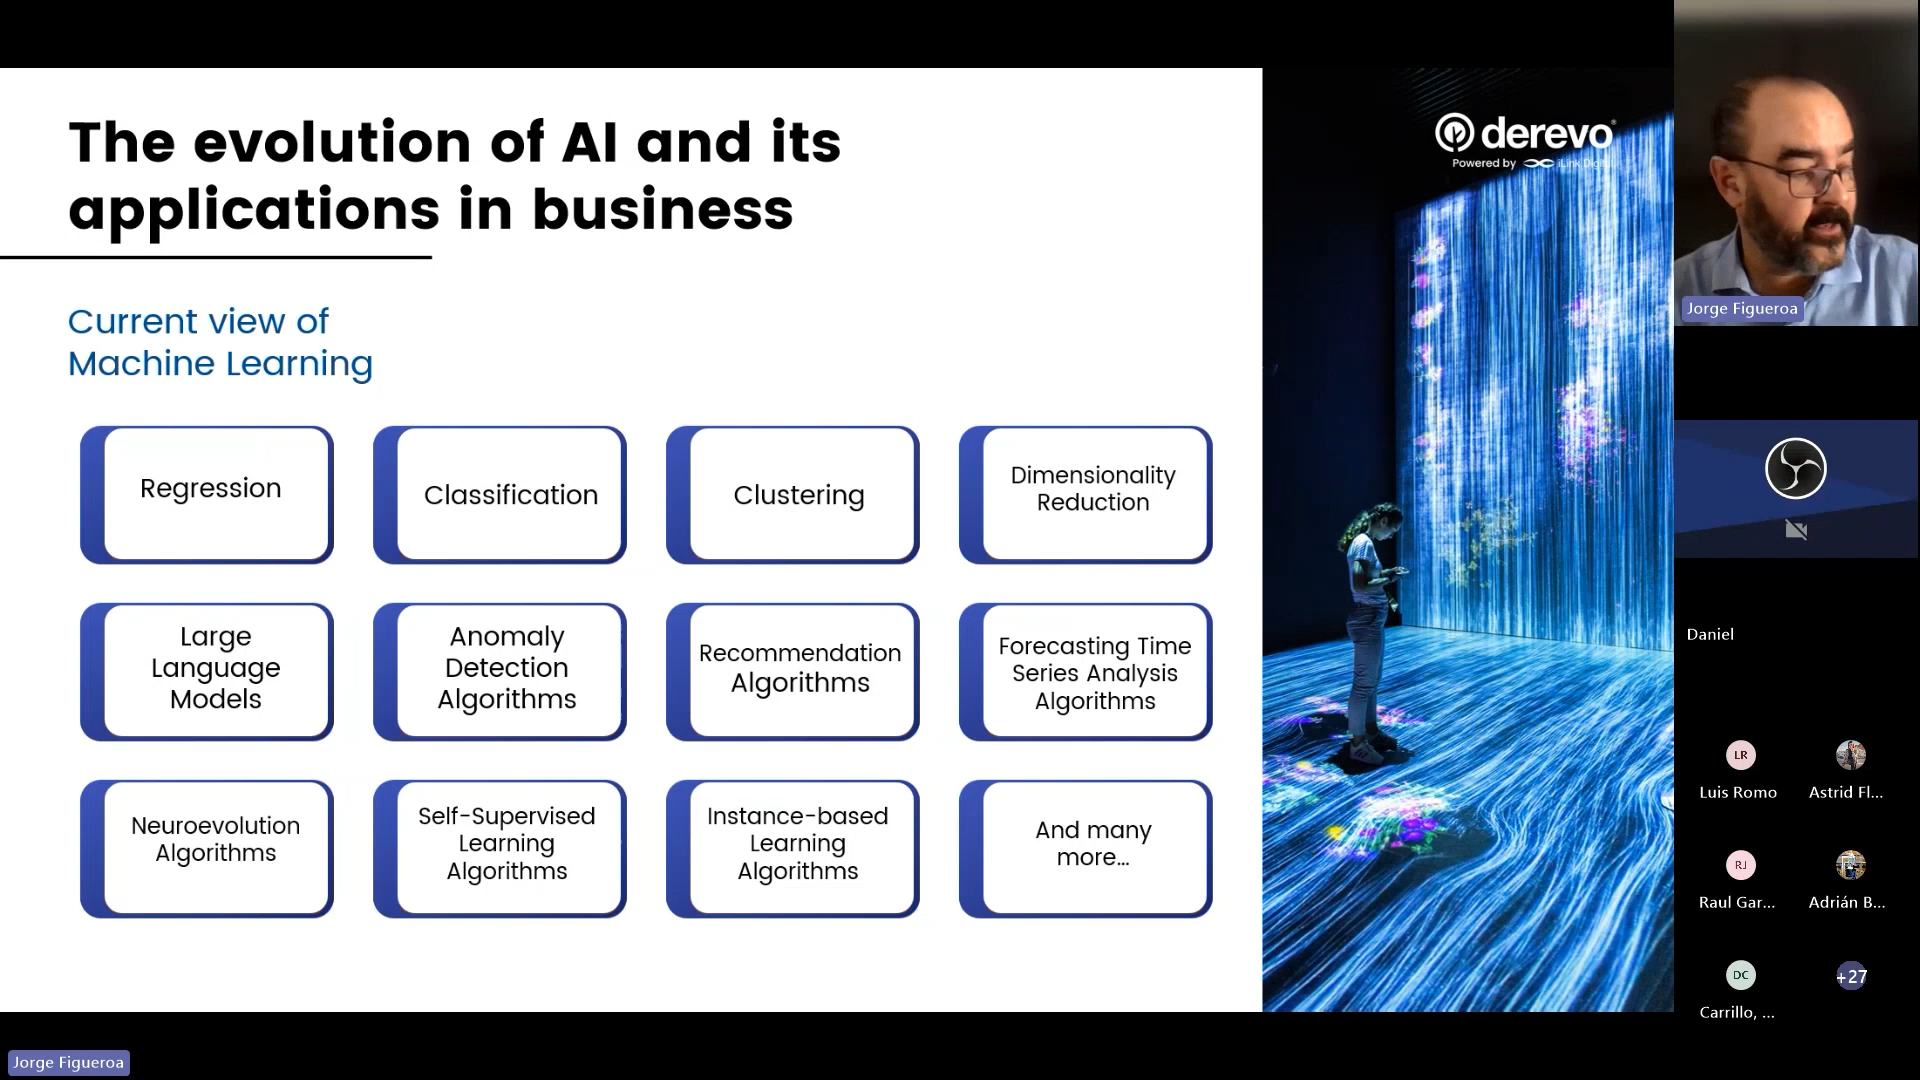 The evolution of AI and its
applications in business
Current view of
Machine Learning
Regression
Classification
Clustering
Dimensionality
Reduction
Large
Language
Models
Anomaly
Detection
Algorithms
Recommendation
Algorithms
Forecasting Time
Series Analysis
Algorithms
Neuroevolution
Algorithms
Self-Supervised
Learning
Algorithms
Instance-based
Learning
Algorithms
And many
more...
derevo®
Powered by iLink Digital
Jorge Figueroa
Daniel
LR
Luis Romo
Astrid Fl...
RJ
Raul Gar...
Adrián B...
DC
Carrillo, ...
+27
Jorge Figueroa